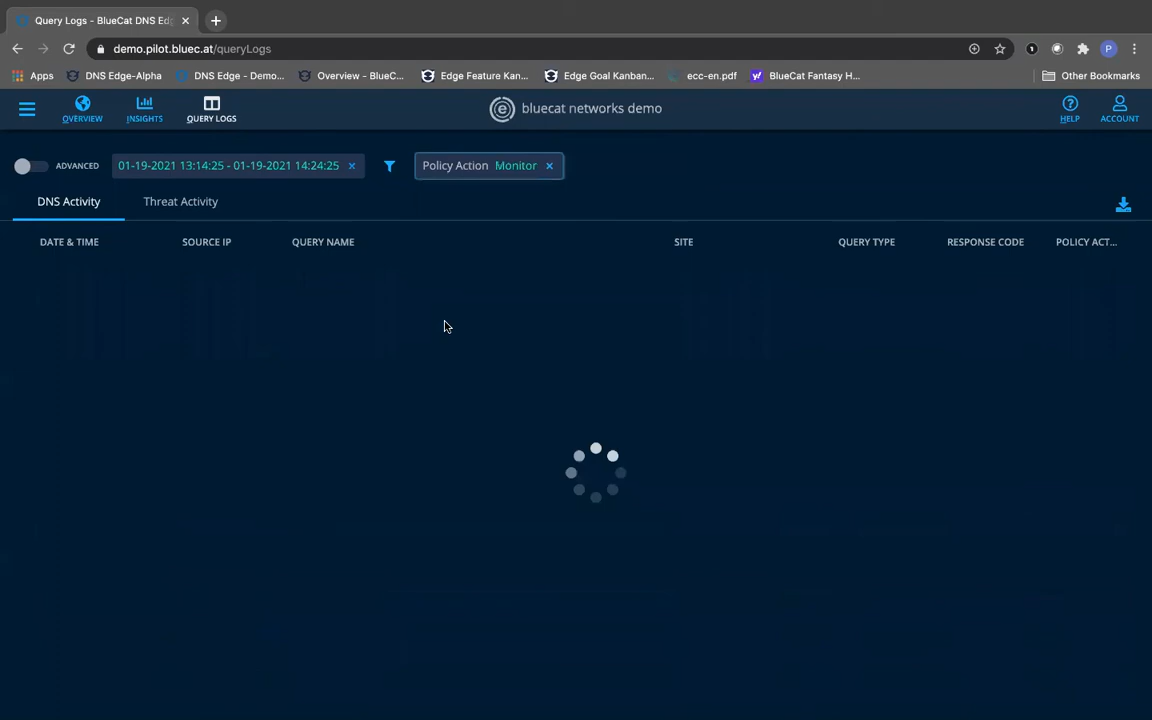 Query Logs - BlueCat DNS Edg
demo.pilot.bluec.at/queryLogs
Apps
DNS Edge-Alpha
DNS Edge - Demo...
Overview - BlueC...
Edge Feature Kan...
Edge Goal Kanban...
ecc-en.pdf
BlueCat Fantasy H...
Other Bookmarks
OVERVIEW
INSIGHTS
QUERY LOGS
bluecat networks demo
HELP
ACCOUNT
ADVANCED
01-19-2021 13:14:25 - 01-19-2021 14:24:25
Policy Action Monitor
DNS Activity
Threat Activity
DATE & TIME
SOURCE IP
QUERY NAME
SITE
QUERY TYPE
RESPONSE CODE
POLICY ACT...